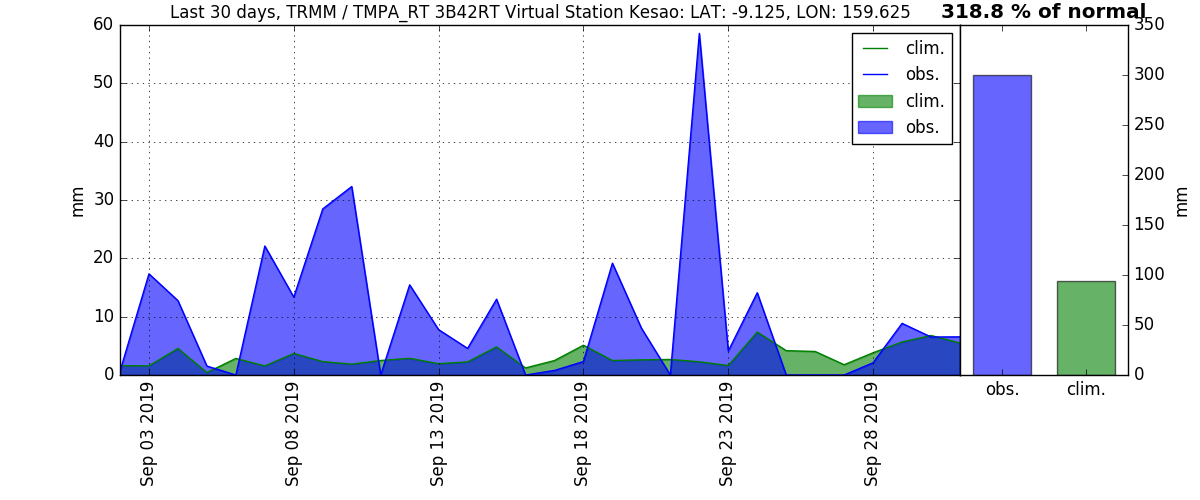 Last 30 days, TRMM / TMPA_RT 3B42RT Virtual Station Kesao: LAT: -9.125, LON: 159.625
318.8 % of normal
60
50
40
30
20
10
0
mm
clim.
obs.
clim.
obs.
Sep 03 2019
Sep 08 2019
Sep 13 2019
Sep 18 2019
Sep 23 2019
Sep 28 2019
350
300
250
200
150
100
50
0
mm
obs.
clim.